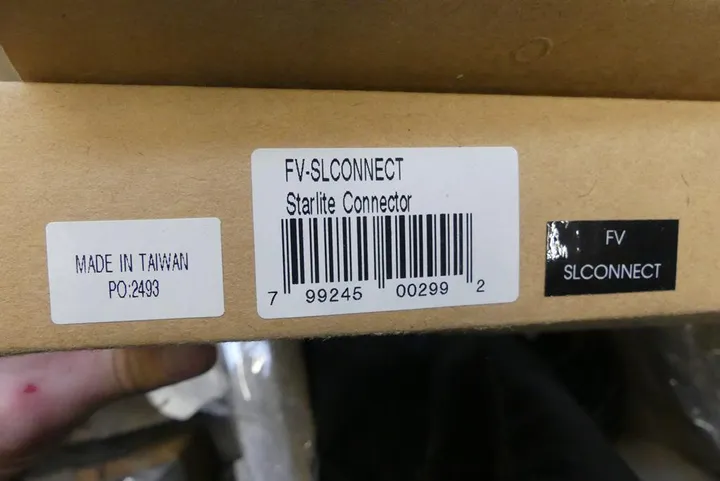 MADE IN TAIWAN
PO:2493
FV-SLCONNECT
Starlite Connector
7 99245 00299 2
FV
SLCONNECT